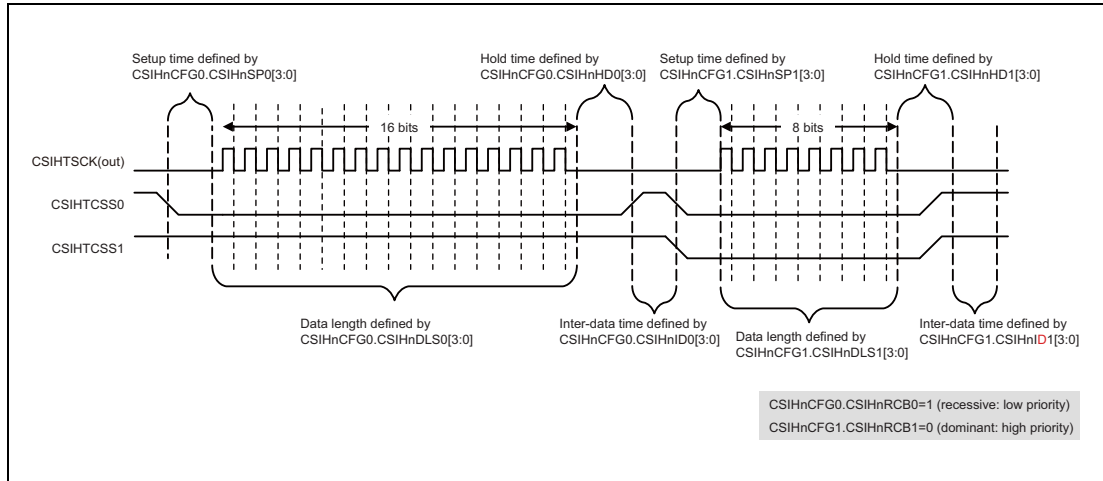 Setup time defined by
CSIHnCFG0.CSIHnSP0[3:0]
Hold time defined by
CSIHnCFG0.CSIHnHD0[3:0]
Setup time defined by
CSIHnCFG1.CSIHnSP1[3:0]
Hold time defined by
CSIHnCFG1.CSIHnHD1[3:0]
16 bits
8 bits
CSIHTSCK(out)
CSIHTCSS0
CSIHTCSS1
Data length defined by
CSIHnCFG0.CSIHnDLS0[3:0]
Inter-data time defined by
CSIHnCFG0.CSIHnID0[3:0]
Data length defined by
CSIHnCFG1.CSIHnDLS1[3:0]
Inter-data time defined by
CSIHnCFG1.CSIHnID1[3:0]
CSIHnCFG0.CSIHnRCB0=1 (recessive: low priority)
CSIHnCFG1.CSIHnRCB1=0 (dominant: high priority)